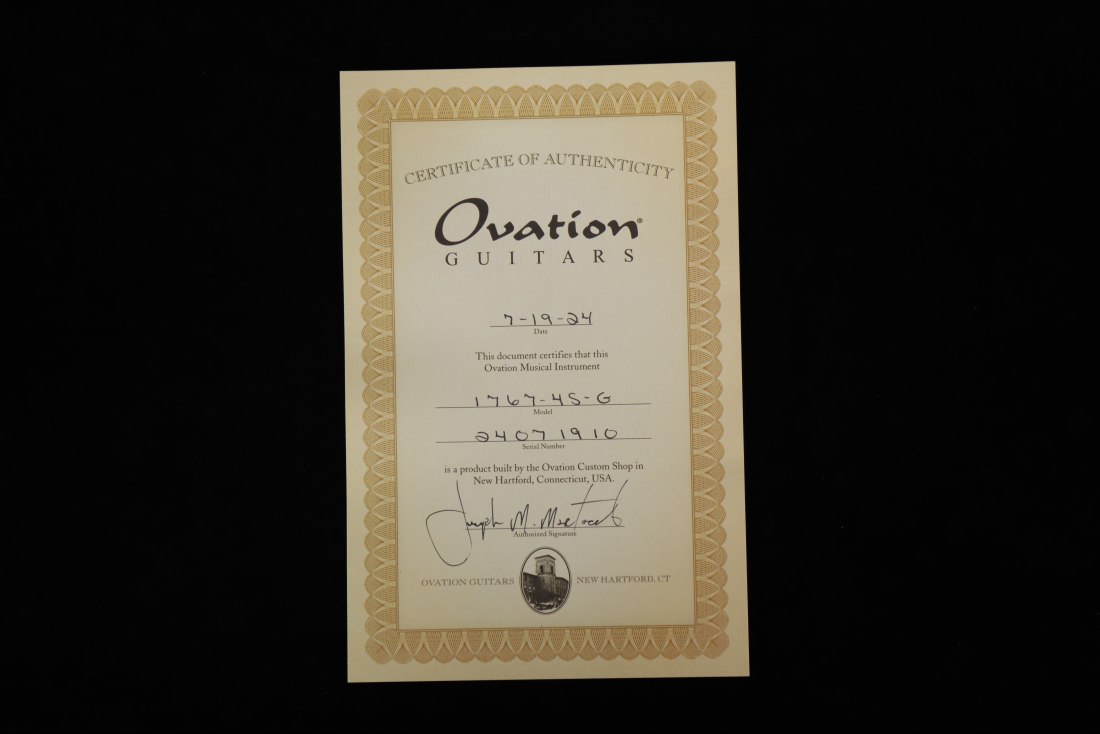 CERTIFICATE OF AUTHENTICITY
Ovation®
GUITARS
7-19-24
Date
This document certifies that this
Ovation Musical Instrument
1767-4S-G
Model
24071910
Serial Number
is a product built by the Ovation Custom Shop in
New Hartford, Connecticut, USA.
Joseph M.
Authorized Signature
OVATION GUITARS NEW HARTFORD, CT